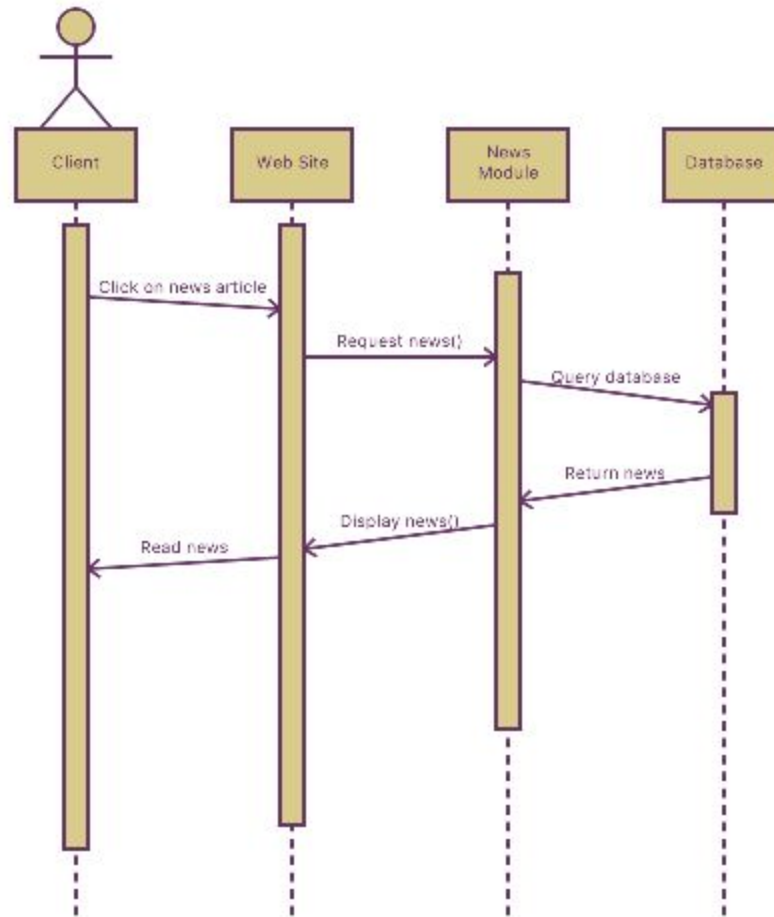 Client
Web Site
News
Module
Database
Click on news article
Request news()
Query database
Return news
Display news()
Read news